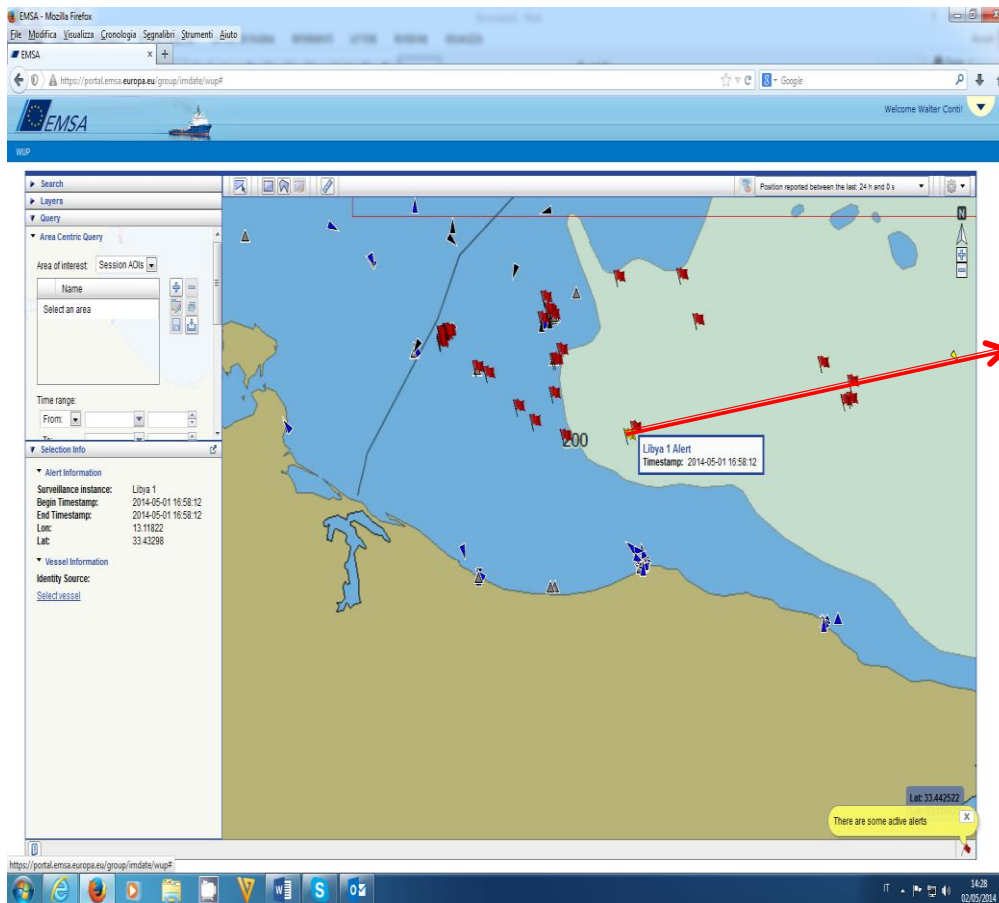 EMSA - Mozilla Firefox
File Modifica Visualizza Cronologia Segnalibri Strumenti Aiuto
EMSA x +
https://portal.emsa.europa.eu/group/imdate/wup#
Google
EMSA
Welcome Walter Conti!
WUP
Search
Layers
Query
Position reported between the last: 24 h and 0 s
N
Area Centric Query
Area of interest: Session AOIs
Name
Select an area
Time range:
From:
To:
200
Libya 1 Alert
Timestamp: 2014-05-01 16:58:12
Selection Info
Alert Information
Surveillance instance: Libya 1
Begin Timestamp: 2014-05-01 16:58:12
End Timestamp: 2014-05-01 16:58:12
Lon: 13.11822
Lat: 33.43298
Vessel Information
Identity Source:
Select vessel
Lat: 33.442522
There are some active alerts x
https://portal.emsa.europa.eu/group/imdate/wup#
IT
14:28
02/05/2014